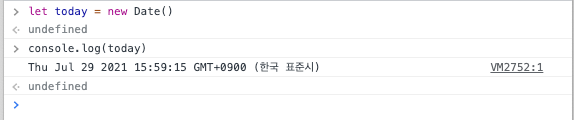 let today = new Date()
undefined
console.log(today)
Thu Jul 29 2021 15:59:15 GMT+0900 (한국 표준시) VM2752:1
undefined